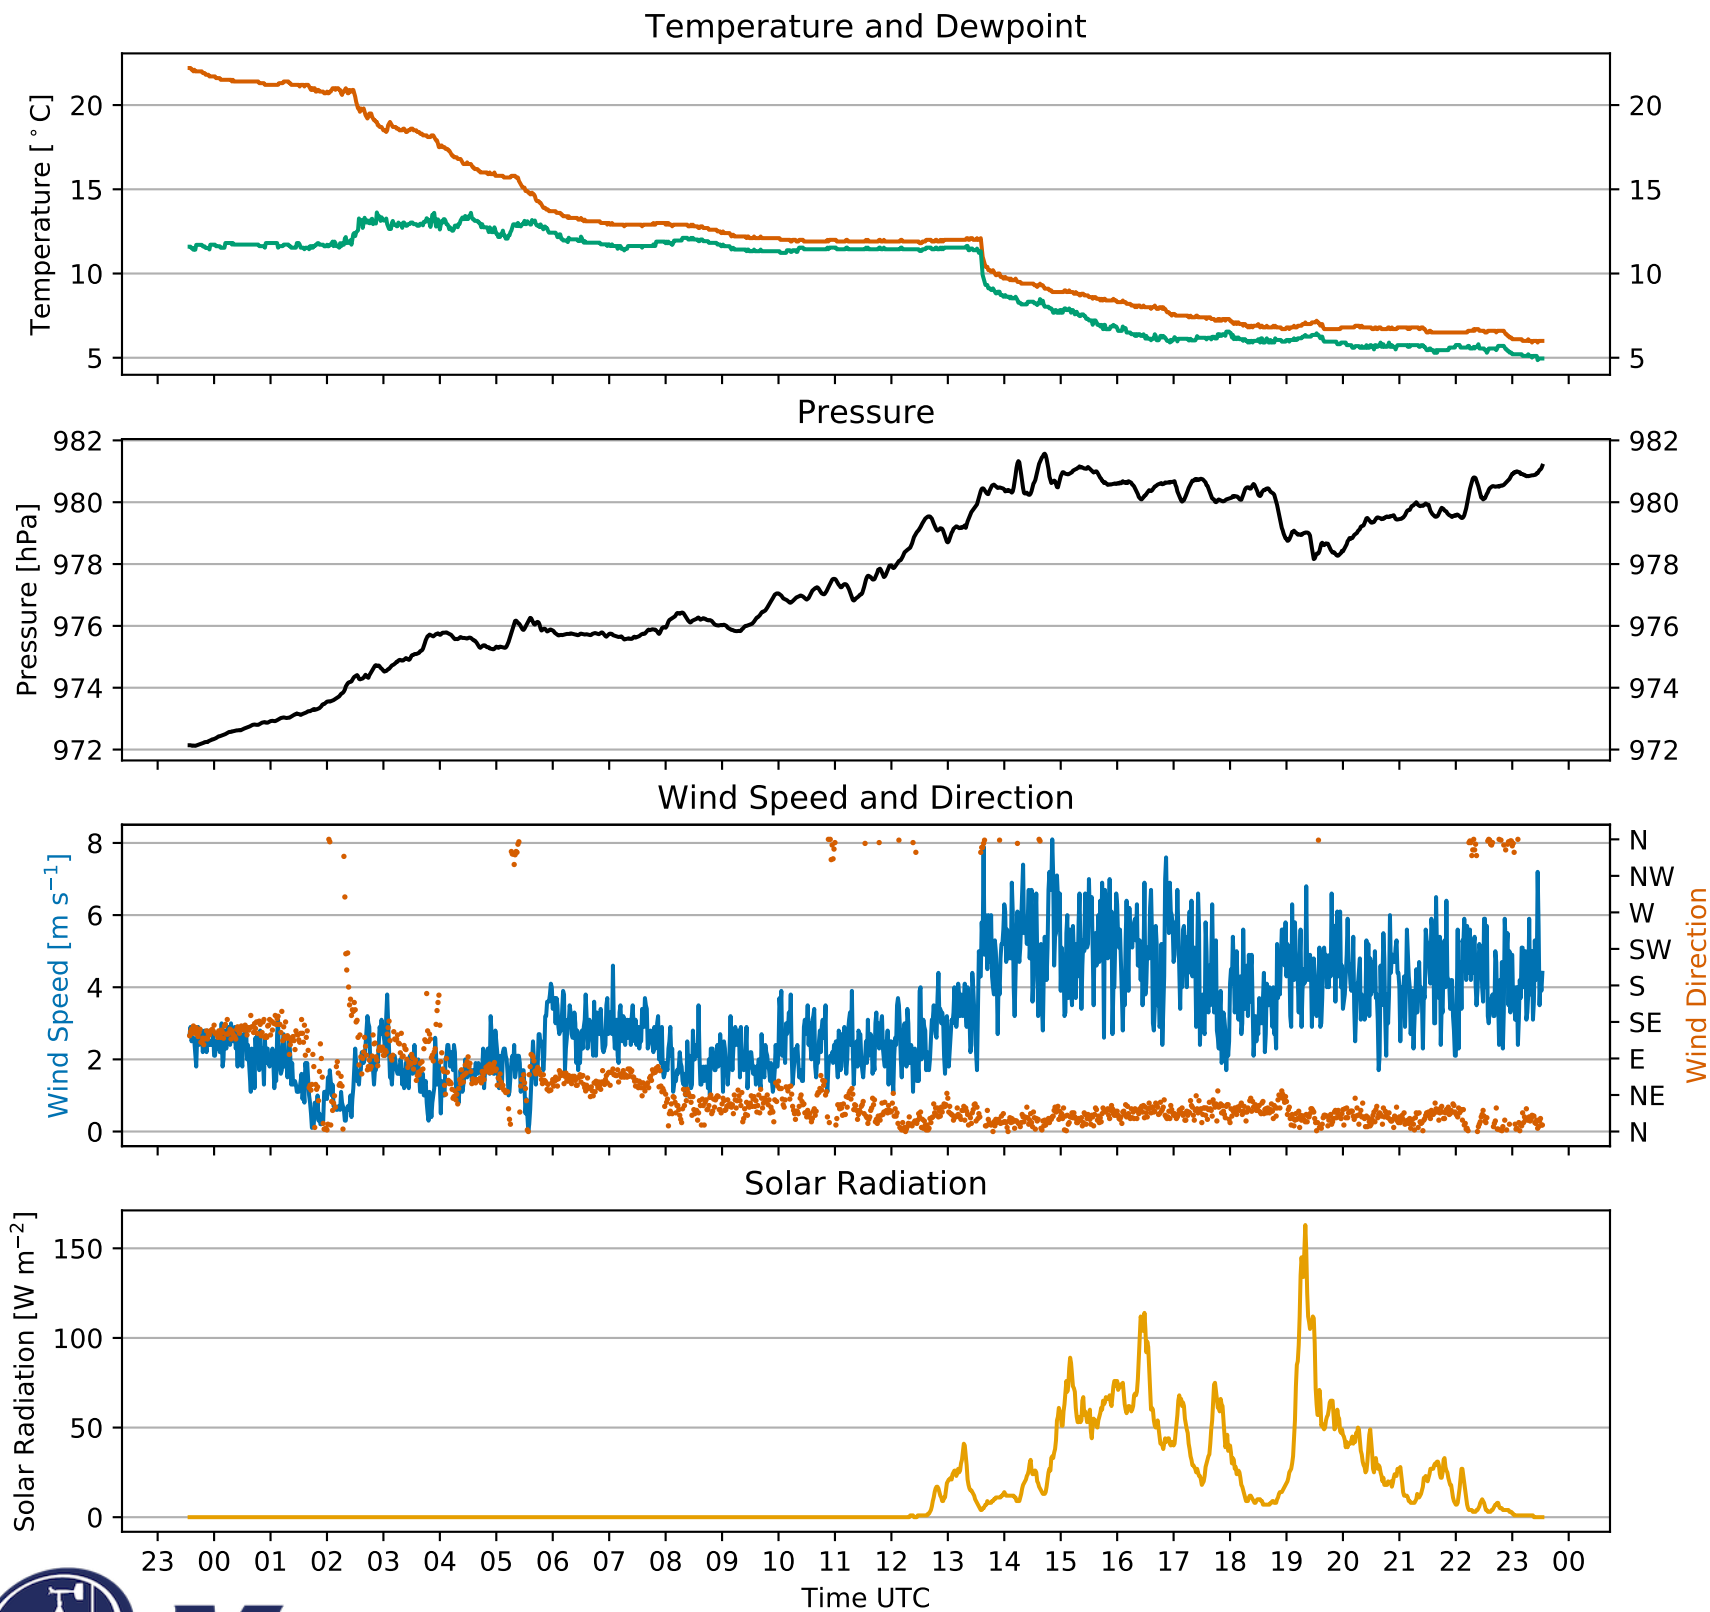 Temperature and Dewpoint
Temperature [°C]
20 20
15 15
10 10
5 5
Pressure
Pressure [hPa]
982 982
980 980
978 978
976 976
974 974
972 972
Wind Speed and Direction
Wind Speed [m s⁻¹]
Wind Direction
8 N
NW
6 W
SW
4 S
SE
2 E
NE
0 N
Solar Radiation
Solar Radiation [W m⁻²]
150
100
50
0
23 00 01 02 03 04 05 06 07 08 09 10 11 12 13 14 15 16 17 18 19 20 21 22 23 00
Time UTC